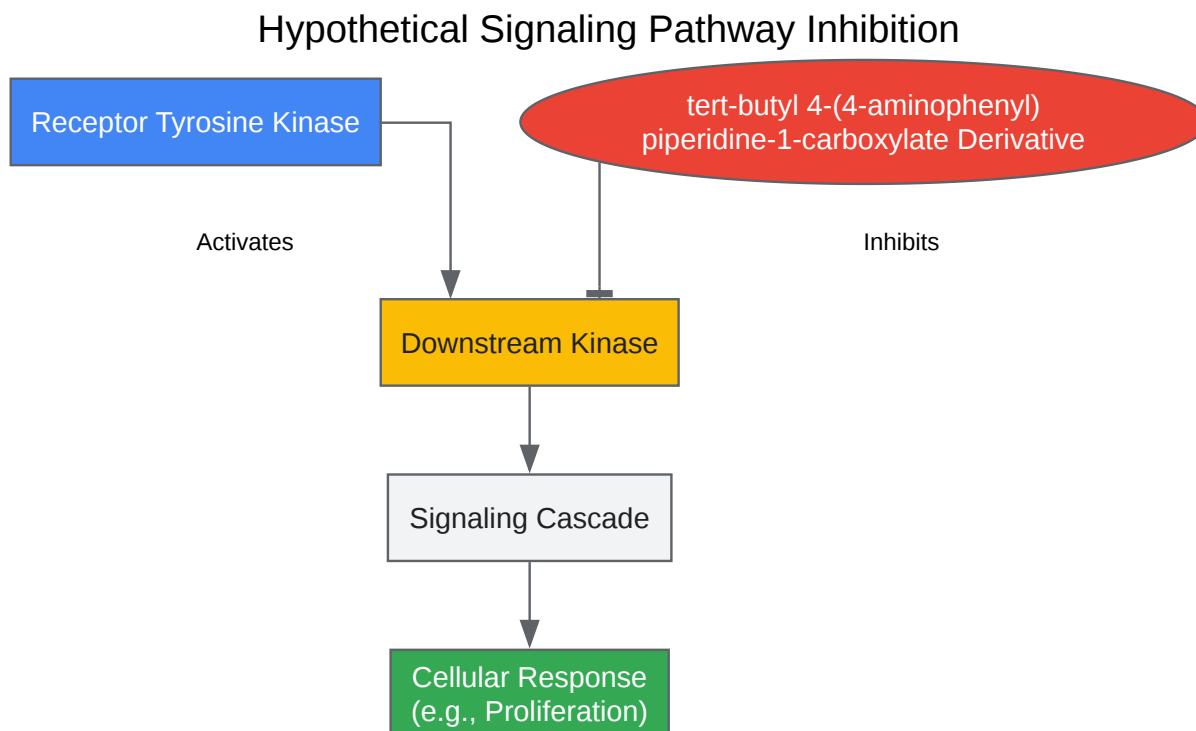 Hypothetical Signaling Pathway Inhibition
Receptor Tyrosine Kinase
tert-butyl 4-(4-aminophenyl)
piperidine-1-carboxylate Derivative
Activates
Inhibits
Downstream Kinase
Signaling Cascade
Cellular Response
(e.g., Proliferation)